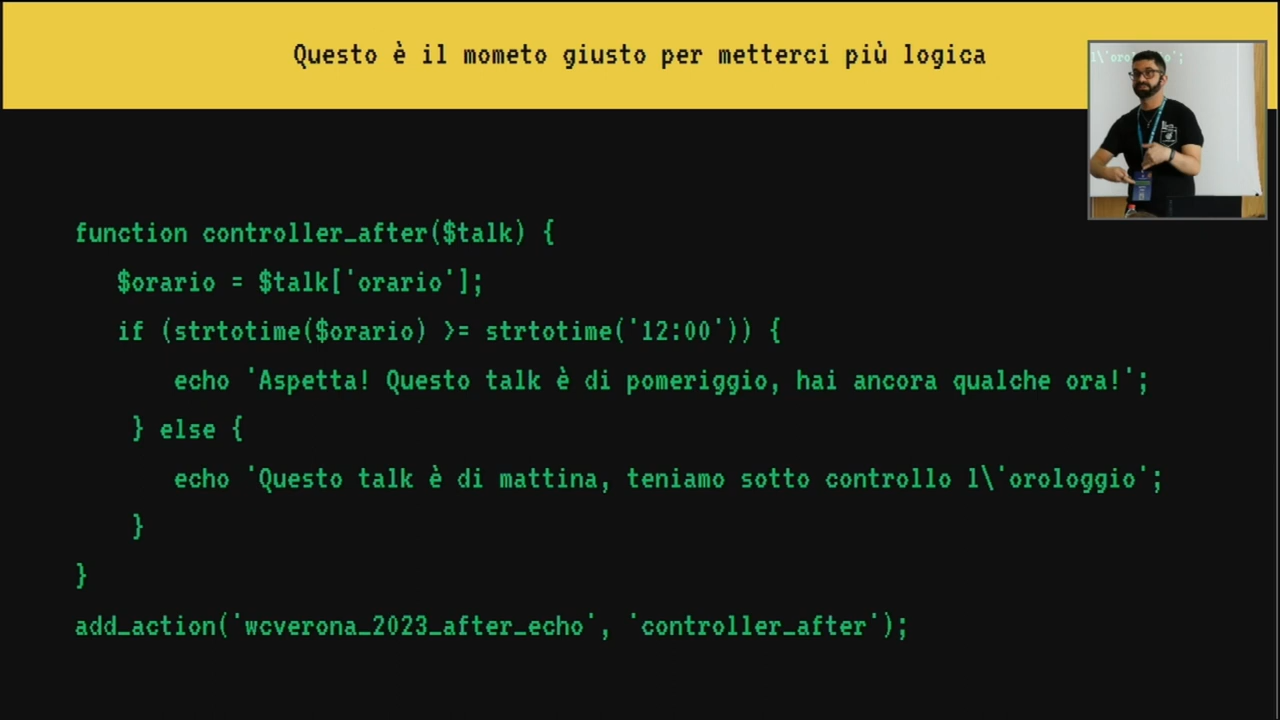 Questo è il mometo giusto per metterci più logica
function controller_after($talk) {
$orario = $talk['orario'];
if (strtotime($orario) >= strtotime('12:00')) {
echo 'Aspetta! Questo talk è di pomeriggio, hai ancora qualche ora!';
} else {
echo 'Questo talk è di mattina, teniamo sotto controllo l\'orologgio';
}
}
add_action('wcverona_2023_after_echo', 'controller_after');